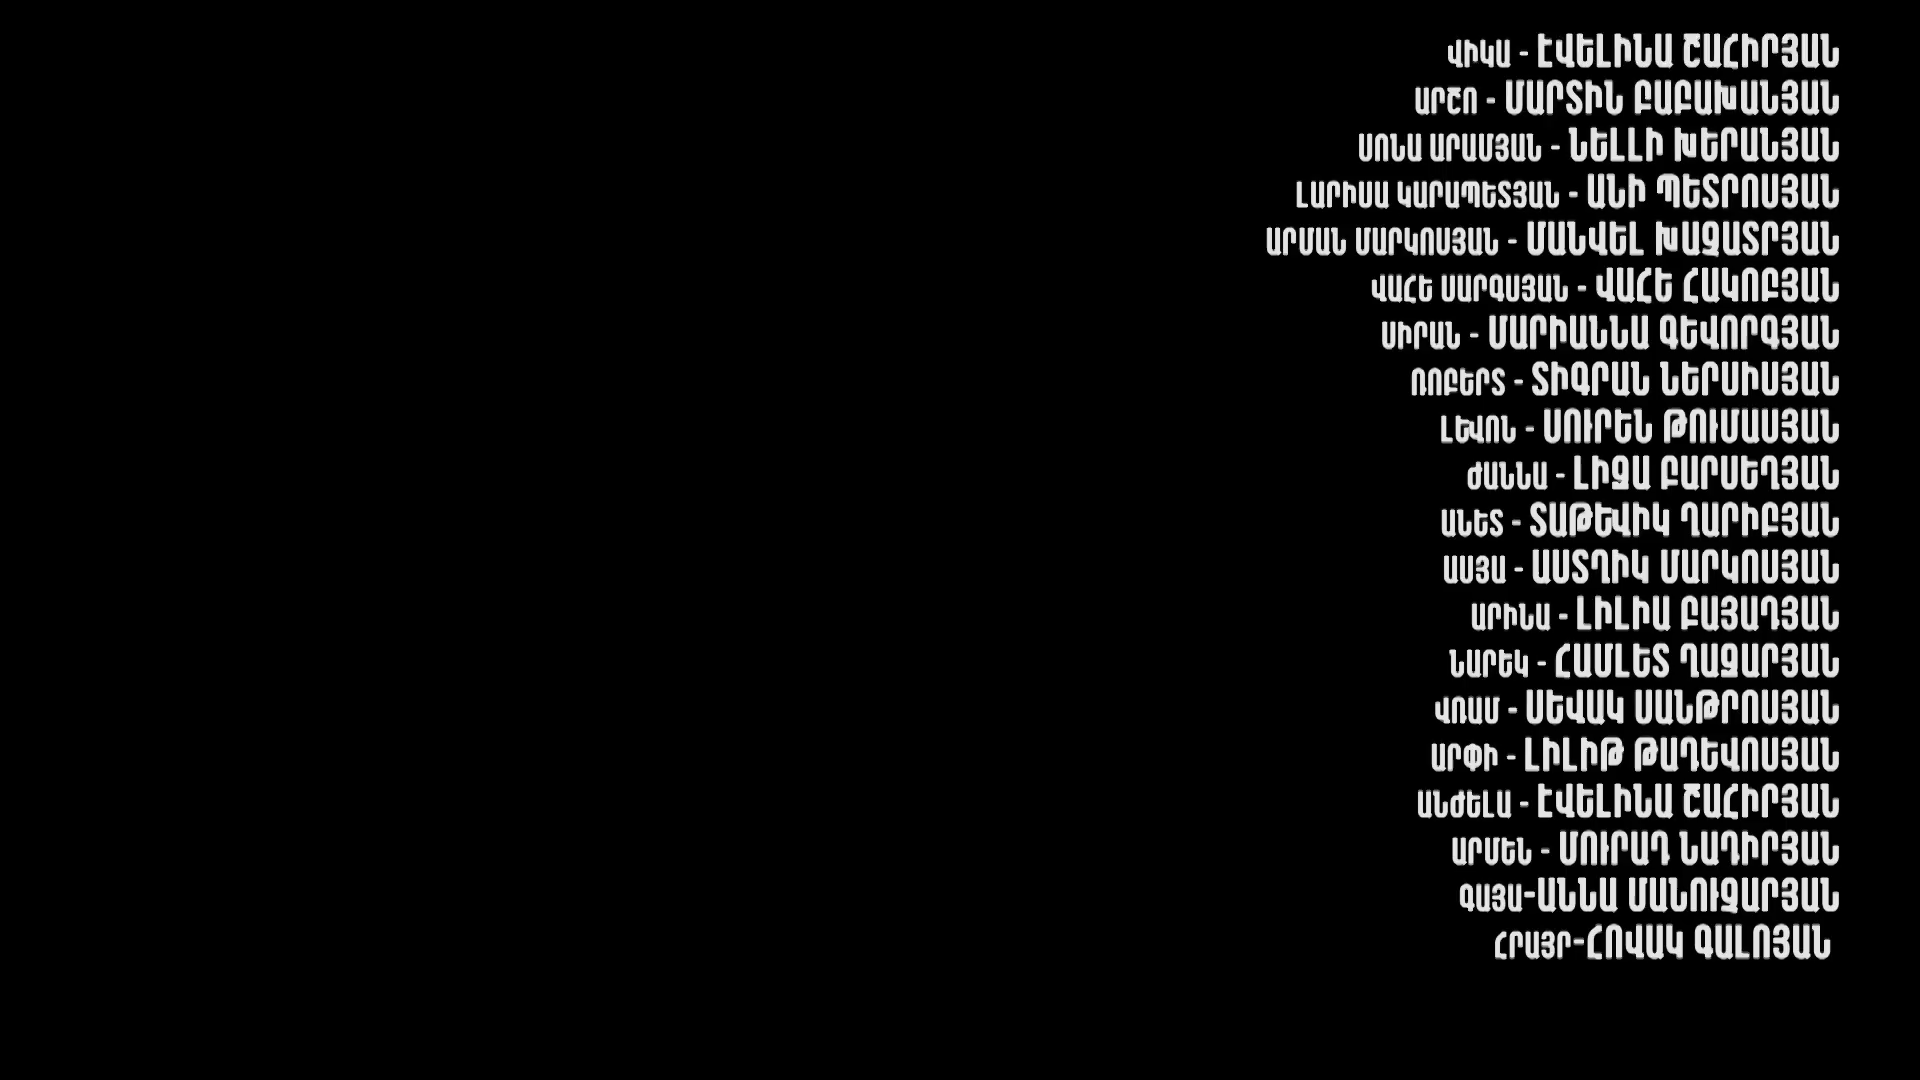 ՎԻԿԱ - ԷՎԵԼԻՆԱ ՇԱՀԻՐՅԱՆ
ԱՐՇՈ - ՄԱՐՏԻՆ ԲԱԲԱԽԱՆՅԱՆ
ՍՈՆԱ ԱՐԱՄՅԱՆ - ՆԵԼԼԻ ԽԵՐԱՆՅԱՆ
ԼԱՐԻՍԱ ԿԱՐԱՊԵՏՅԱՆ - ԱՆԻ ՊԵՏՐՈՍՅԱՆ
ԱՐՄԱՆ ՄԱՐԿՈՍՅԱՆ - ՄԱՆՎԵԼ ԽԱՉԱՏՐՅԱՆ
ՎԱՀԵ ՍԱՐԳՍՅԱՆ - ՎԱՀԵ ՀԱԿՈԲՅԱՆ
ՍԻՐԱՆ - ՄԱՐԻԱՆՆԱ ԳԵՎՈՐԳՅԱՆ
ՌՈԲԵՐՏ - ՏԻԳՐԱՆ ՆԵՐՍԻՍՅԱՆ
ԼԵՎՈՆ - ՍՈՒՐԵՆ ԹՈՒՄԱՍՅԱՆ
ԺԱՆՆԱ - ԼԻԶԱ ԲԱՐՍԵՂՅԱՆ
ԱՆԵՏ - ՏԱԹԵՎԻԿ ՂԱՐԻԲՅԱՆ
ԱՍՅԱ - ԱՍՏՂԻԿ ՄԱՐԿՈՍՅԱՆ
ԱՐԻՆԱ - ԼԻԼԻԱ ԲԱՅԱԴՅԱՆ
ՆԱՐԵԿ - ՀԱՄԼԵՏ ՂԱԶԱՐՅԱՆ
ՎՌԱՄ - ՍԵՎԱԿ ՍԱՆԹՐՈՍՅԱՆ
ԱՐՓԻ - ԼԻԼԻԹ ԹԱԴԵՎՈՍՅԱՆ
ԱՆԺԵԼԱ - ԷՎԵԼԻՆԱ ՇԱՀԻՐՅԱՆ
ԱՐՄԵՆ - ՄՈՒՐԱԴ ՆԱԴԻՐՅԱՆ
ԳԱՅԱ-ԱՆՆԱ ՄԱՆՈՒՉԱՐՅԱՆ
ՀՐԱՅՐ-ՀՈՎԱԿ ԳԱԼՈՅԱՆ